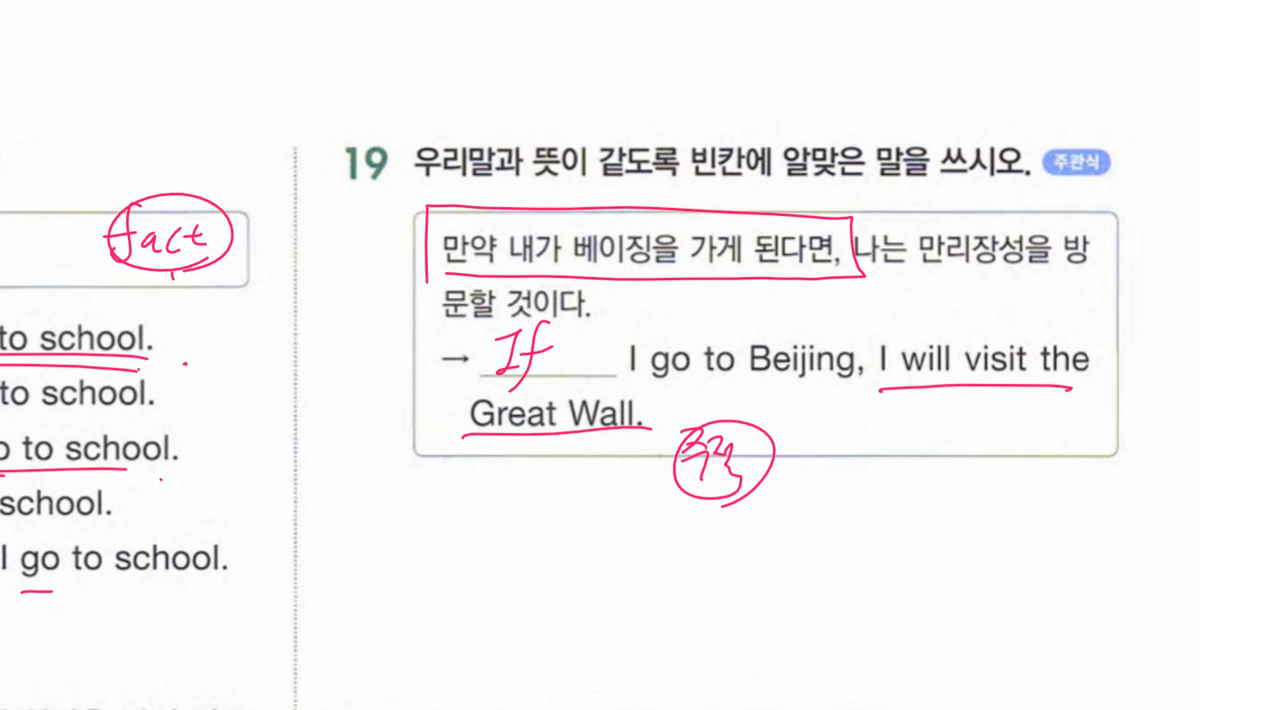 fact
to school.
to school.
o to school.
school.
I go to school.
19 우리말과 뜻이 같도록 빈칸에 알맞은 말을 쓰시오. 주관식
만약 내가 베이징을 가게 된다면, 나는 만리장성을 방
문할 것이다.
→ If I go to Beijing, I will visit the
Great Wall.
주절